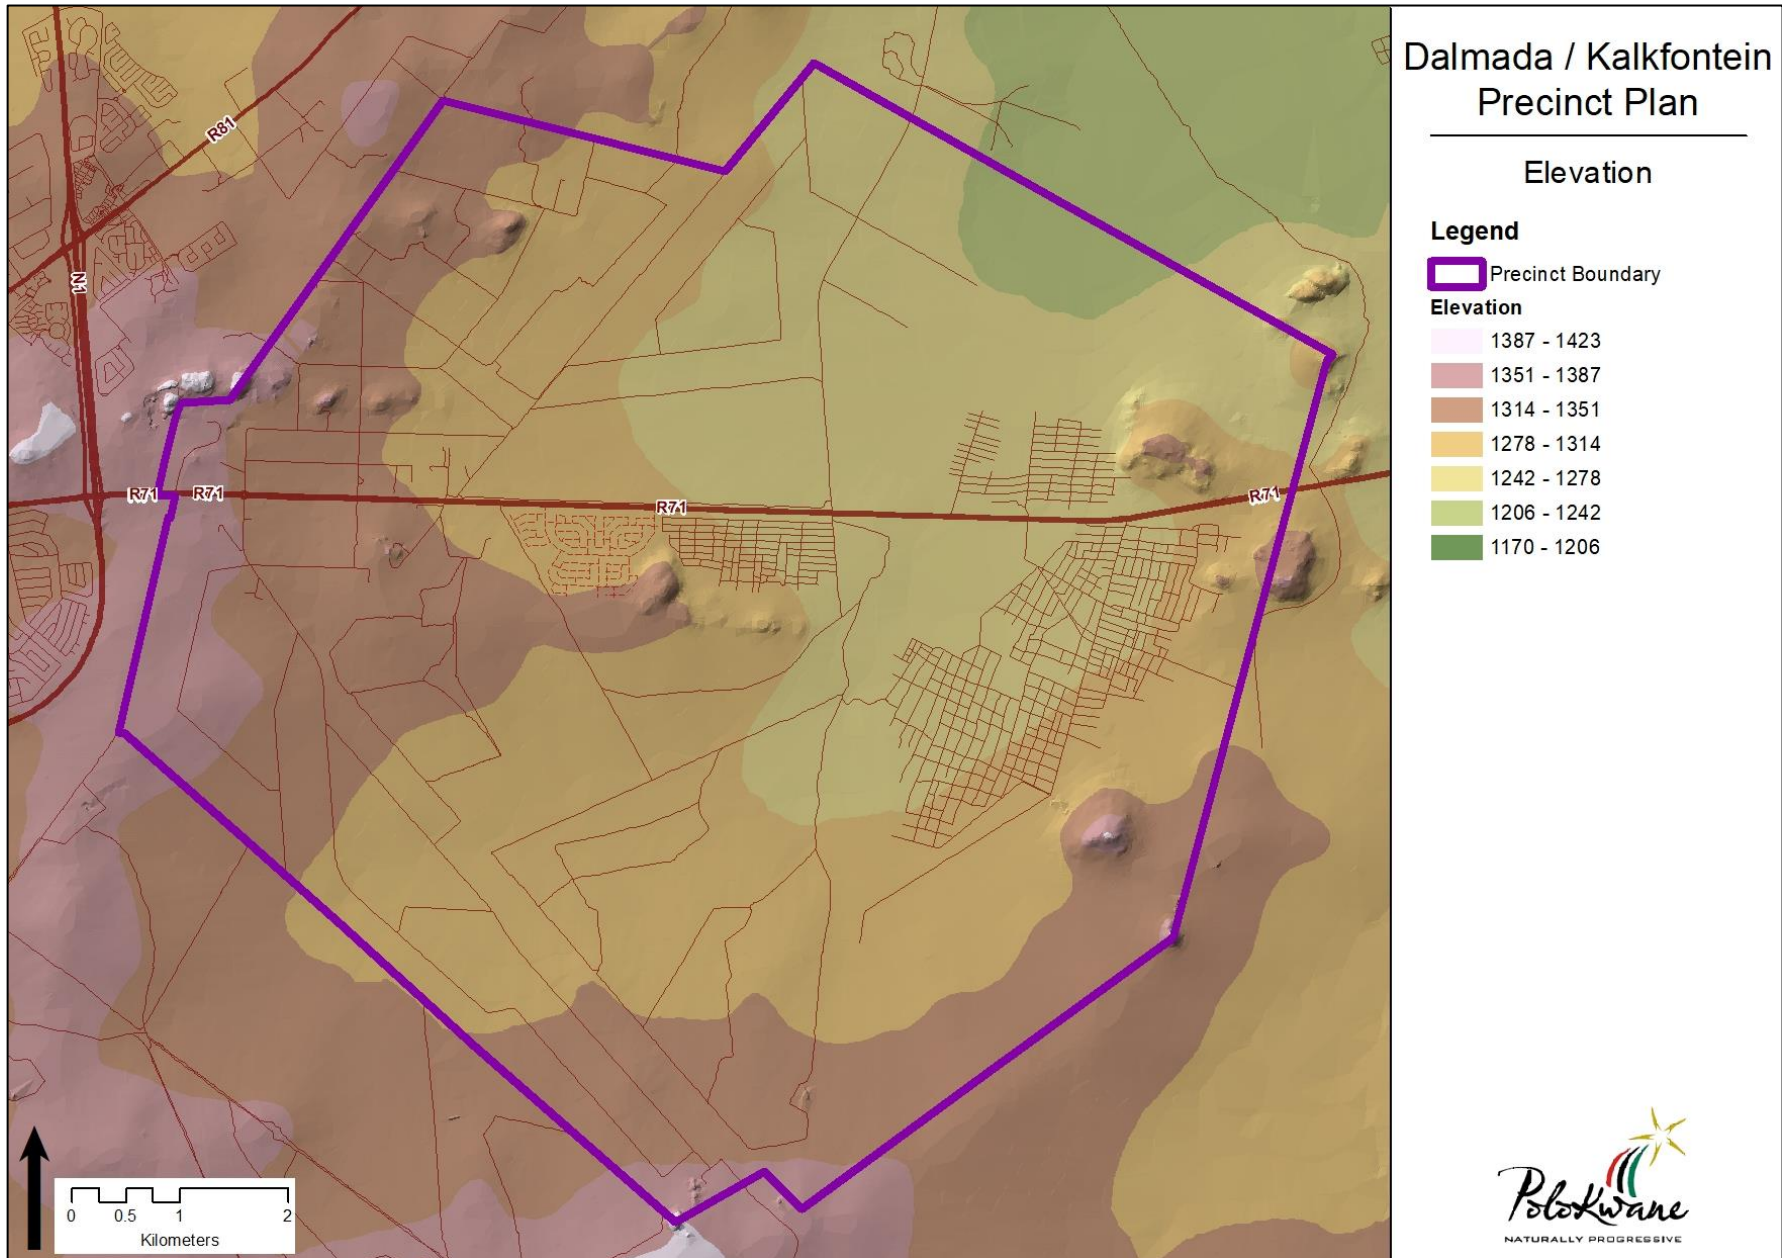 Dalmada / Kalkfontein
Precinct Plan
Elevation
Legend
Precinct Boundary
Elevation
1387 - 1423
1351 - 1387
1314 - 1351
1278 - 1314
1242 - 1278
1206 - 1242
1170 - 1206
R81
N1
R71
R71
R71
R71
0 0.5 1 2
Kilometers
PoloKwane
NATURALLY PROGRESSIVE